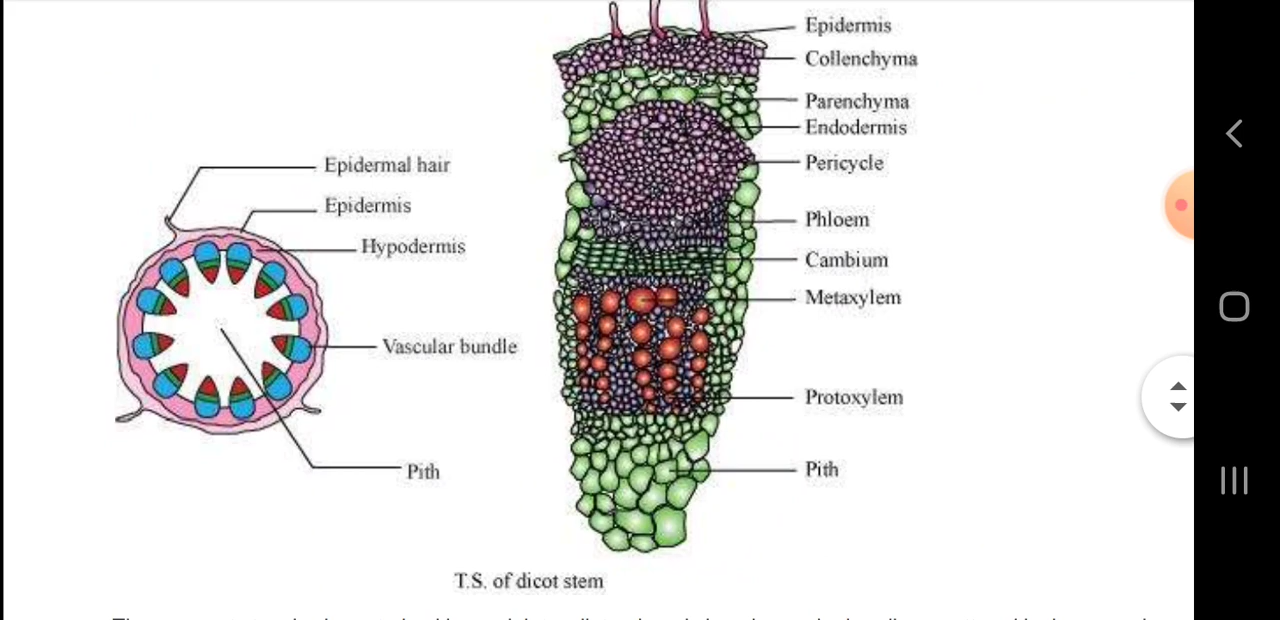 Epidermal hair
Epidermis
Hypodermis
Vascular bundle
Pith
Epidermis
Collenchyma
Parenchyma
Endodermis
Pericycle
Phloem
Cambium
Metaxylem
Protoxylem
Pith
T.S. of dicot stem